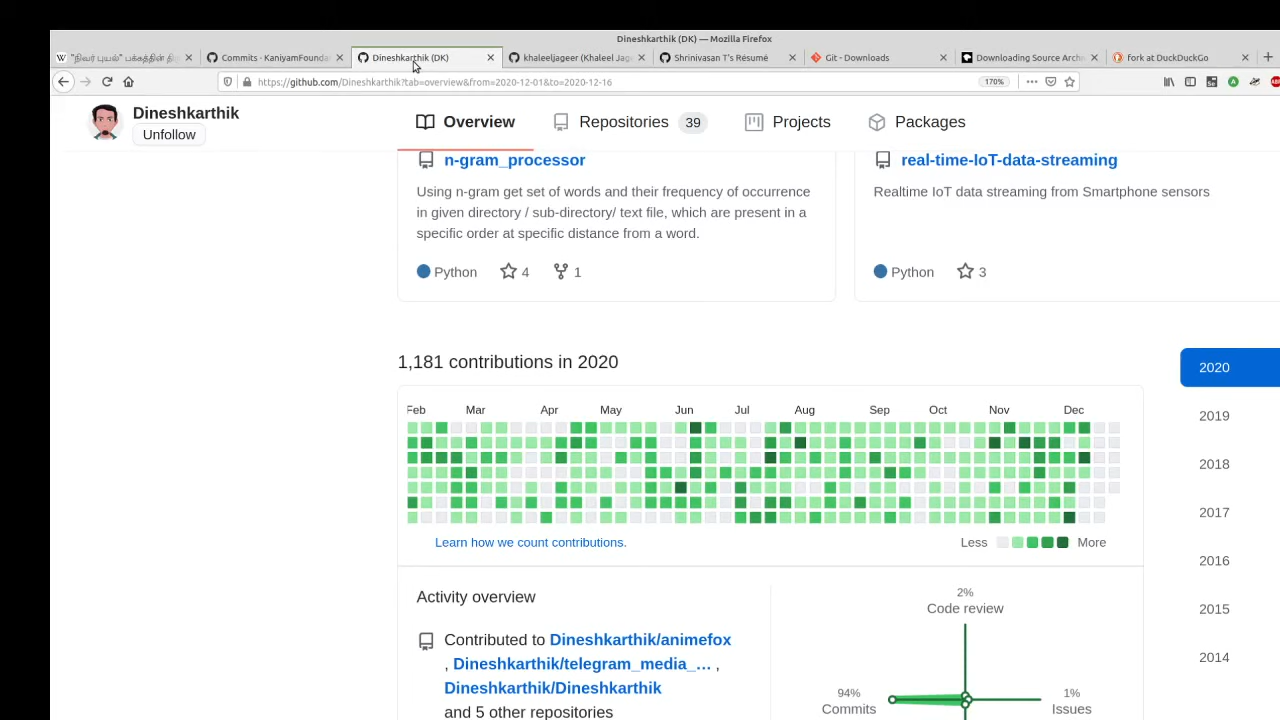 Dineshkarthik (DK) — Mozilla Firefox
"நிவர் புயல்" பக்கத்தின் தி
Commits · KaniyamFounda
Dineshkarthik (DK)
khaleeljageer (Khaleel Jag
Shrinivasan T's Résumé
Git - Downloads
Downloading Source Arch
fork at DuckDuckGo
https://github.com/Dineshkarthik?tab=overview&from=2020-12-01&to=2020-12-16
170%
Dineshkarthik
Unfollow
Overview
Repositories 39
Projects
Packages
n-gram_processor
Using n-gram get set of words and their frequency of occurrence
in given directory / sub-directory/ text file, which are present in a
specific order at specific distance from a word.
Python 4 1
real-time-IoT-data-streaming
Realtime IoT data streaming from Smartphone sensors
Python 3
1,181 contributions in 2020
Feb Mar Apr May Jun Jul Aug Sep Oct Nov Dec
Learn how we count contributions.
Less More
2020
2019
2018
2017
2016
2015
2014
Activity overview
Contributed to Dineshkarthik/animefox
, Dineshkarthik/telegram_media_… ,
Dineshkarthik/Dineshkarthik
and 5 other repositories
2%
Code review
94%
Commits
1%
Issues